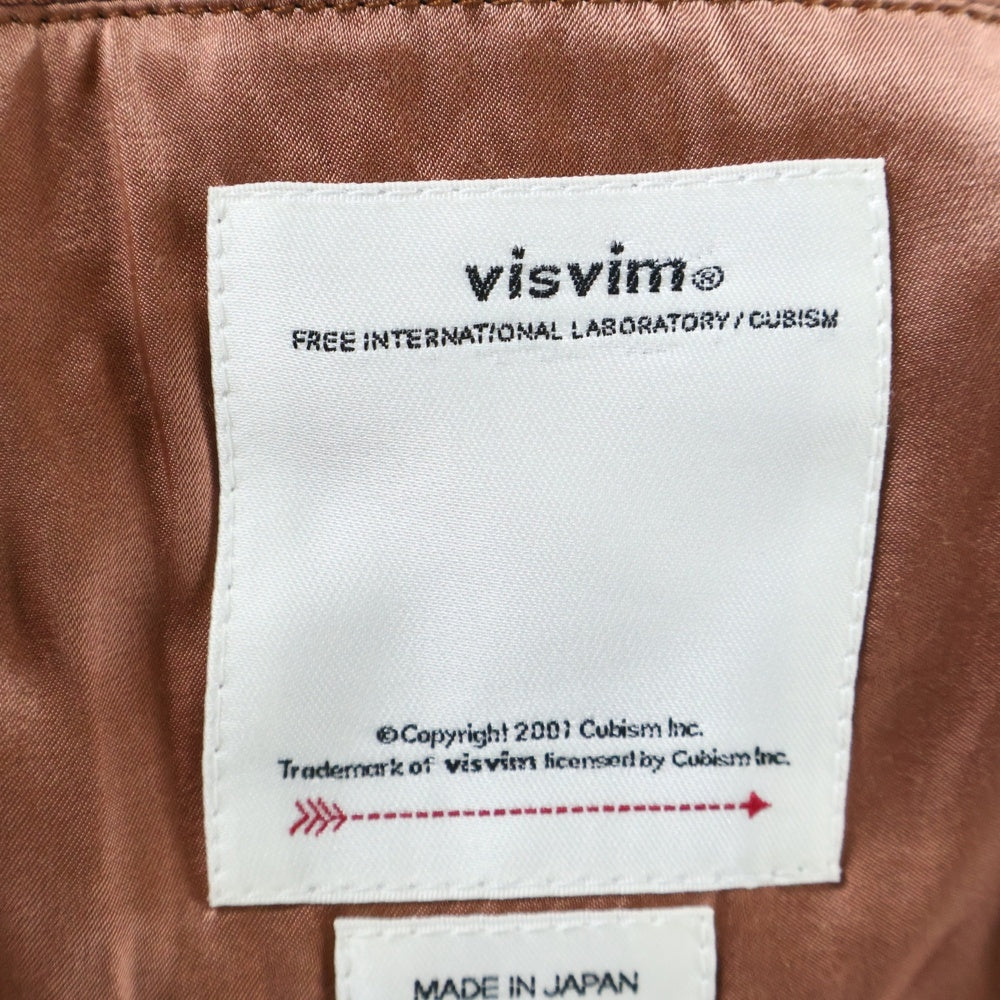 visvim®
FREE INTERNATIONAL LABORATORY / CUBISM
©Copyright 2001 Cubism Inc.
Trademark of visvim licensed by Cubism Inc.
MADE IN JAPAN